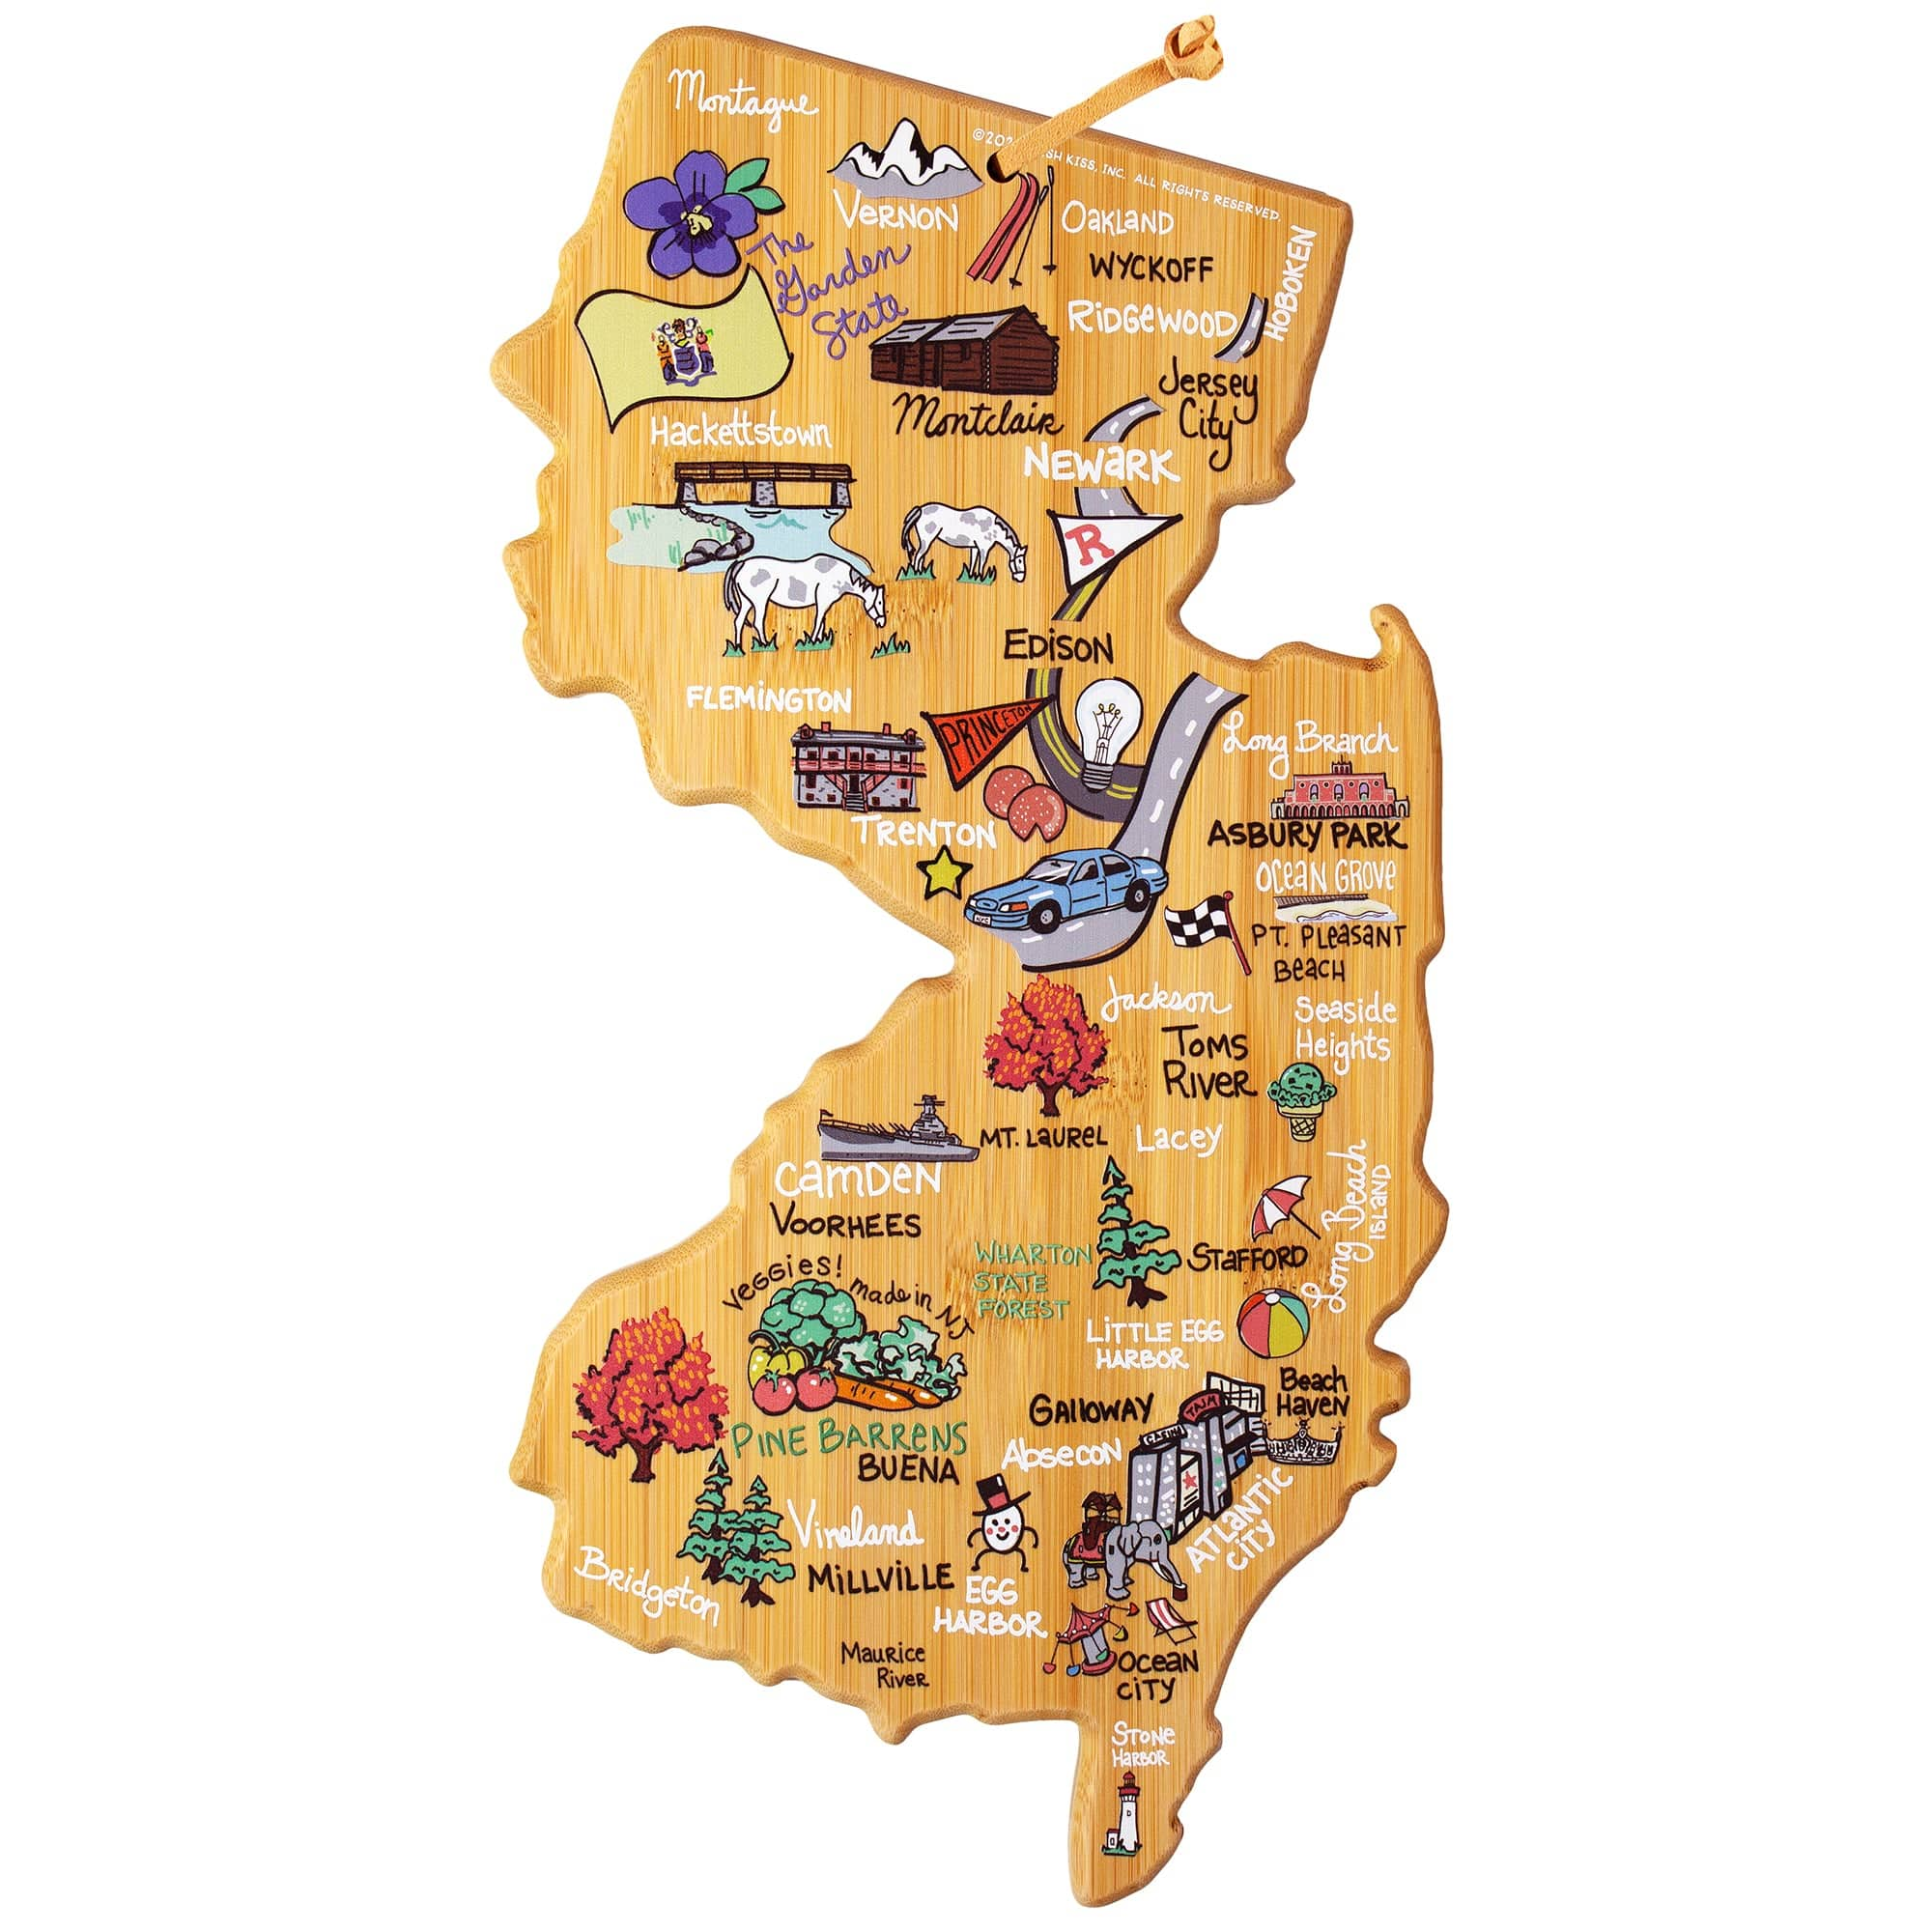 Montague
©202 SH KISS, INC. ALL RIGHTS RESERVED.
VERNON
OAKLAND
WYCKOFF
HOBOKEN
The
Garden
State
RIDGEWOOD
JERSEY
CITY
Montclair
Hackettstown
NEWARK
R
EDISON
FLEMINGTON
PRINCETON
Long Branch
TRENTON
ASBURY PARK
OCEAN GROVE
PT. PLEASANT
BEACH
Jackson
Seaside
Heights
TOMS
RIVER
MT. LAUREL
Lacey
CAMDEN
VOORHEES
Long Beach
ISLAND
WHARTON
STATE
FOREST
STAFFORD
VEGGIES! made in NJ
LITTLE EGG
HARBOR
Beach
HAVEN
GALLOWAY
TAJM
CASINO
Absecon
PINE BARRENS
BUENA
ATLANTIC
CITY
Vineland
MILLVILLE
Bridgeton
EGG
HARBOR
MAURICE
RIVER
OCEAN
CITY
STONE
HARBOR